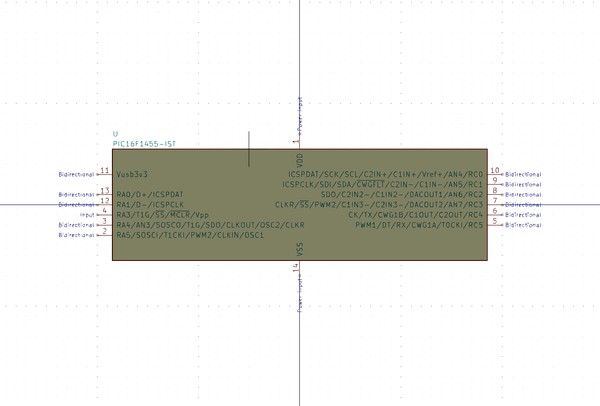 Power input
1
U
PIC16F1455-IST
VDD
Bidirectional 11 Vusb3v3
ICSPDAT/SCK/SCL/C2IN+/C1IN+/Vref+/AN4/RC0 10 Bidirectional
ICSPCLK/SDI/SDA/CWGFLT/C2IN-/C1IN-/AN5/RC1 9 Bidirectional
Bidirectional 13 RA0/D+/ICSPDAT
SDO/C2IN2-/C1IN2-/DACOUT1/AN6/RC2 8 Bidirectional
Bidirectional 12 RA1/D-/ICSPCLK
CLKR/SS/PWM2/C1IN3-/C2IN3-/DACOUT2/AN7/RC3 7 Bidirectional
Input 4 RA3/T1G/SS/MCLR/Vpp
CK/TX/CWG1B/C1OUT/C2OUT/RC4 6 Bidirectional
Bidirectional 3 RA4/AN3/SOSCO/T1G/SDO/CLKOUT/OSC2/CLKR
PWM1/DT/RX/CWG1A/T0CKI/RC5 5 Bidirectional
Bidirectional 2 RA5/SOSCI/T1CKI/PWM2/CLKIN/OSC1
VSS
14
Power input